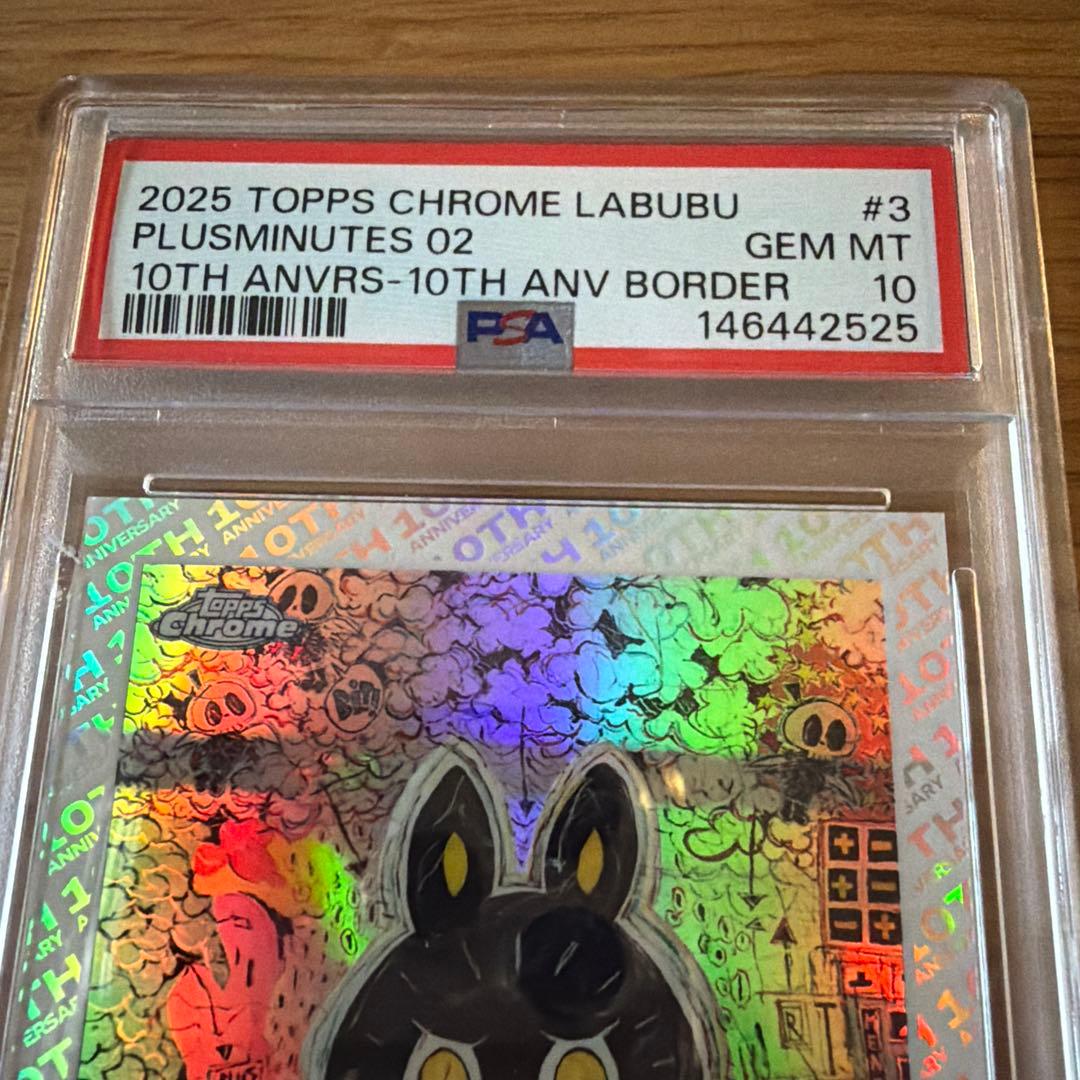 2025 TOPPS CHROME LABUBU #3
PLUSMINUTES 02 GEM MT
10TH ANVRS-10TH ANV BORDER 10
PSA 146442525
10TH ANNIVERSARY
Topps
Chrome